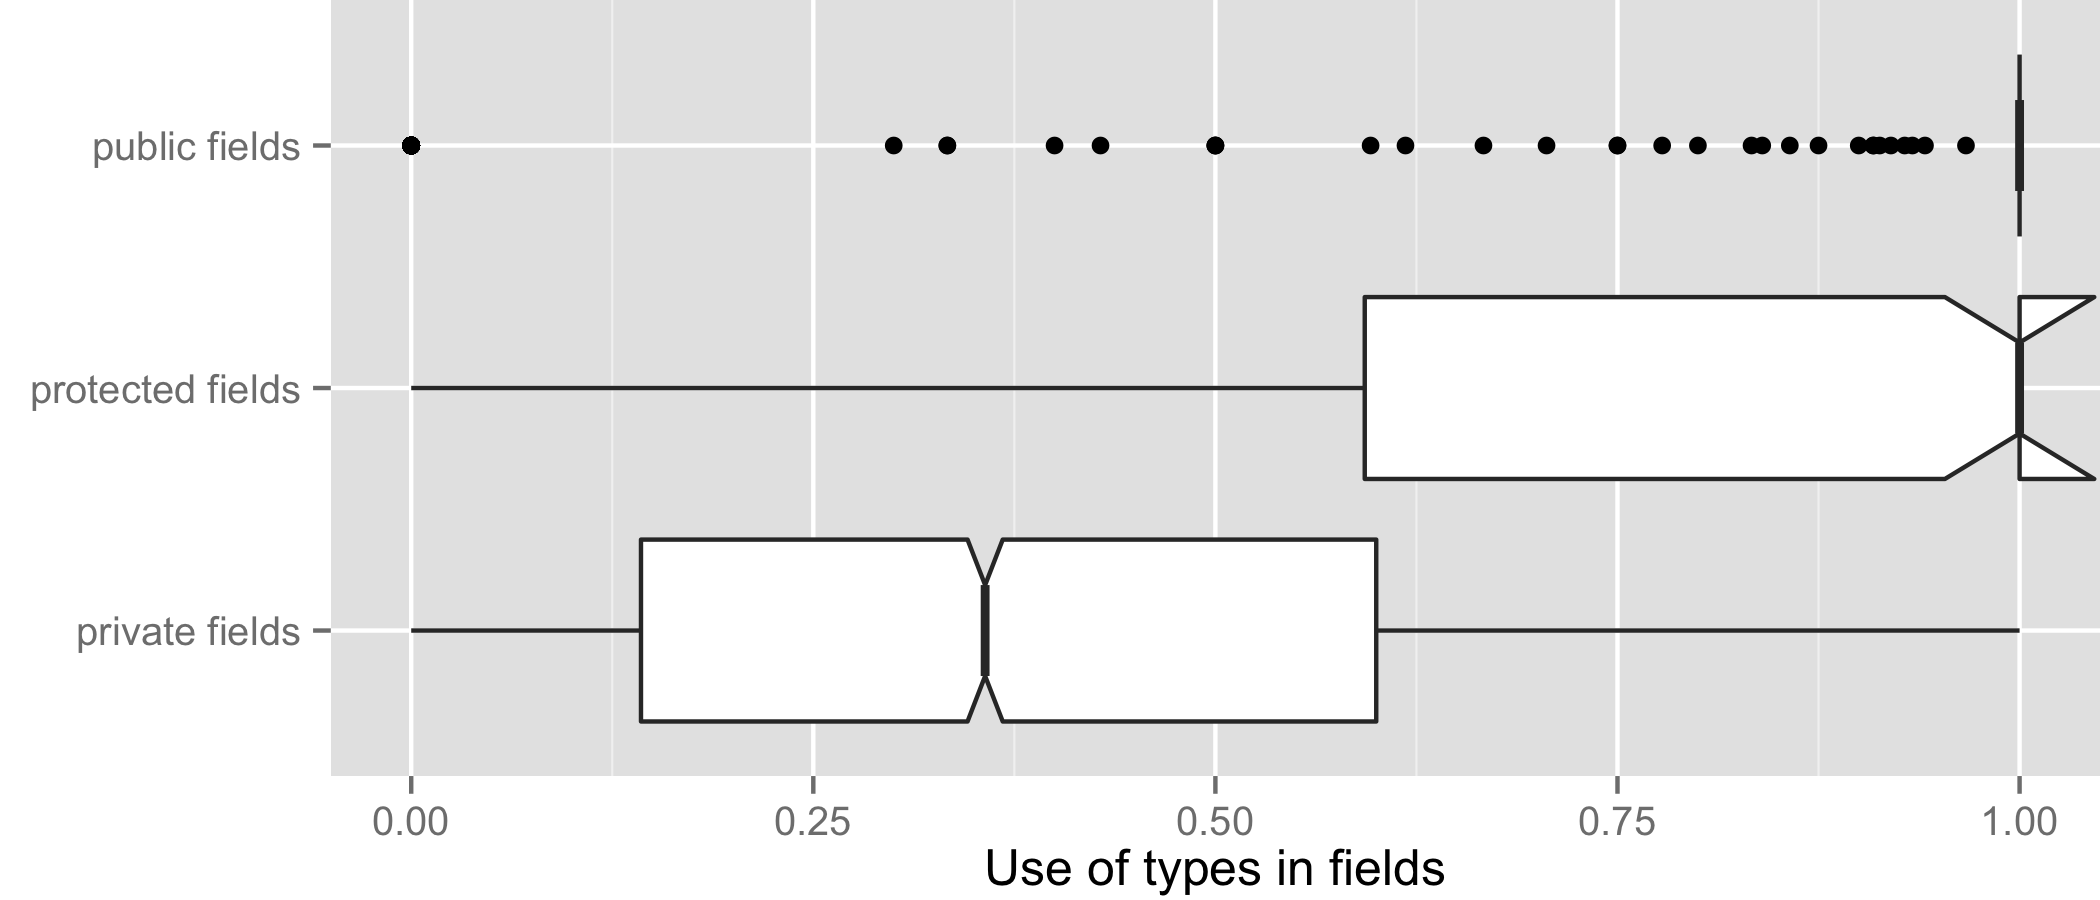 public fields
protected fields
private fields
0.00 0.25 0.50 0.75 1.00
Use of types in fields